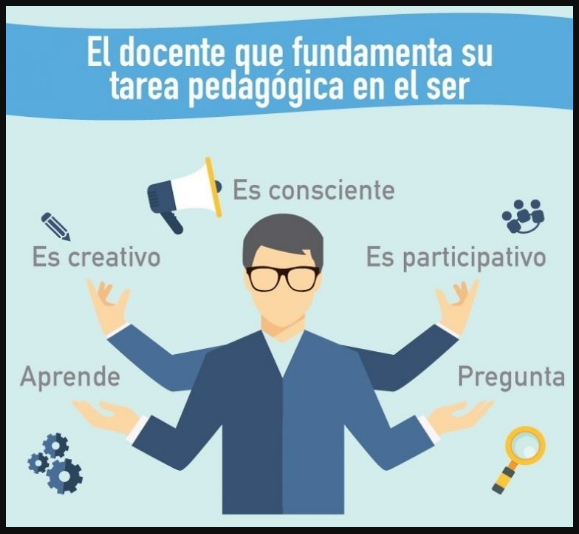 El docente que fundamenta su
tarea pedagógica en el ser
Es consciente
Es creativo
Es participativo
Aprende
Pregunta